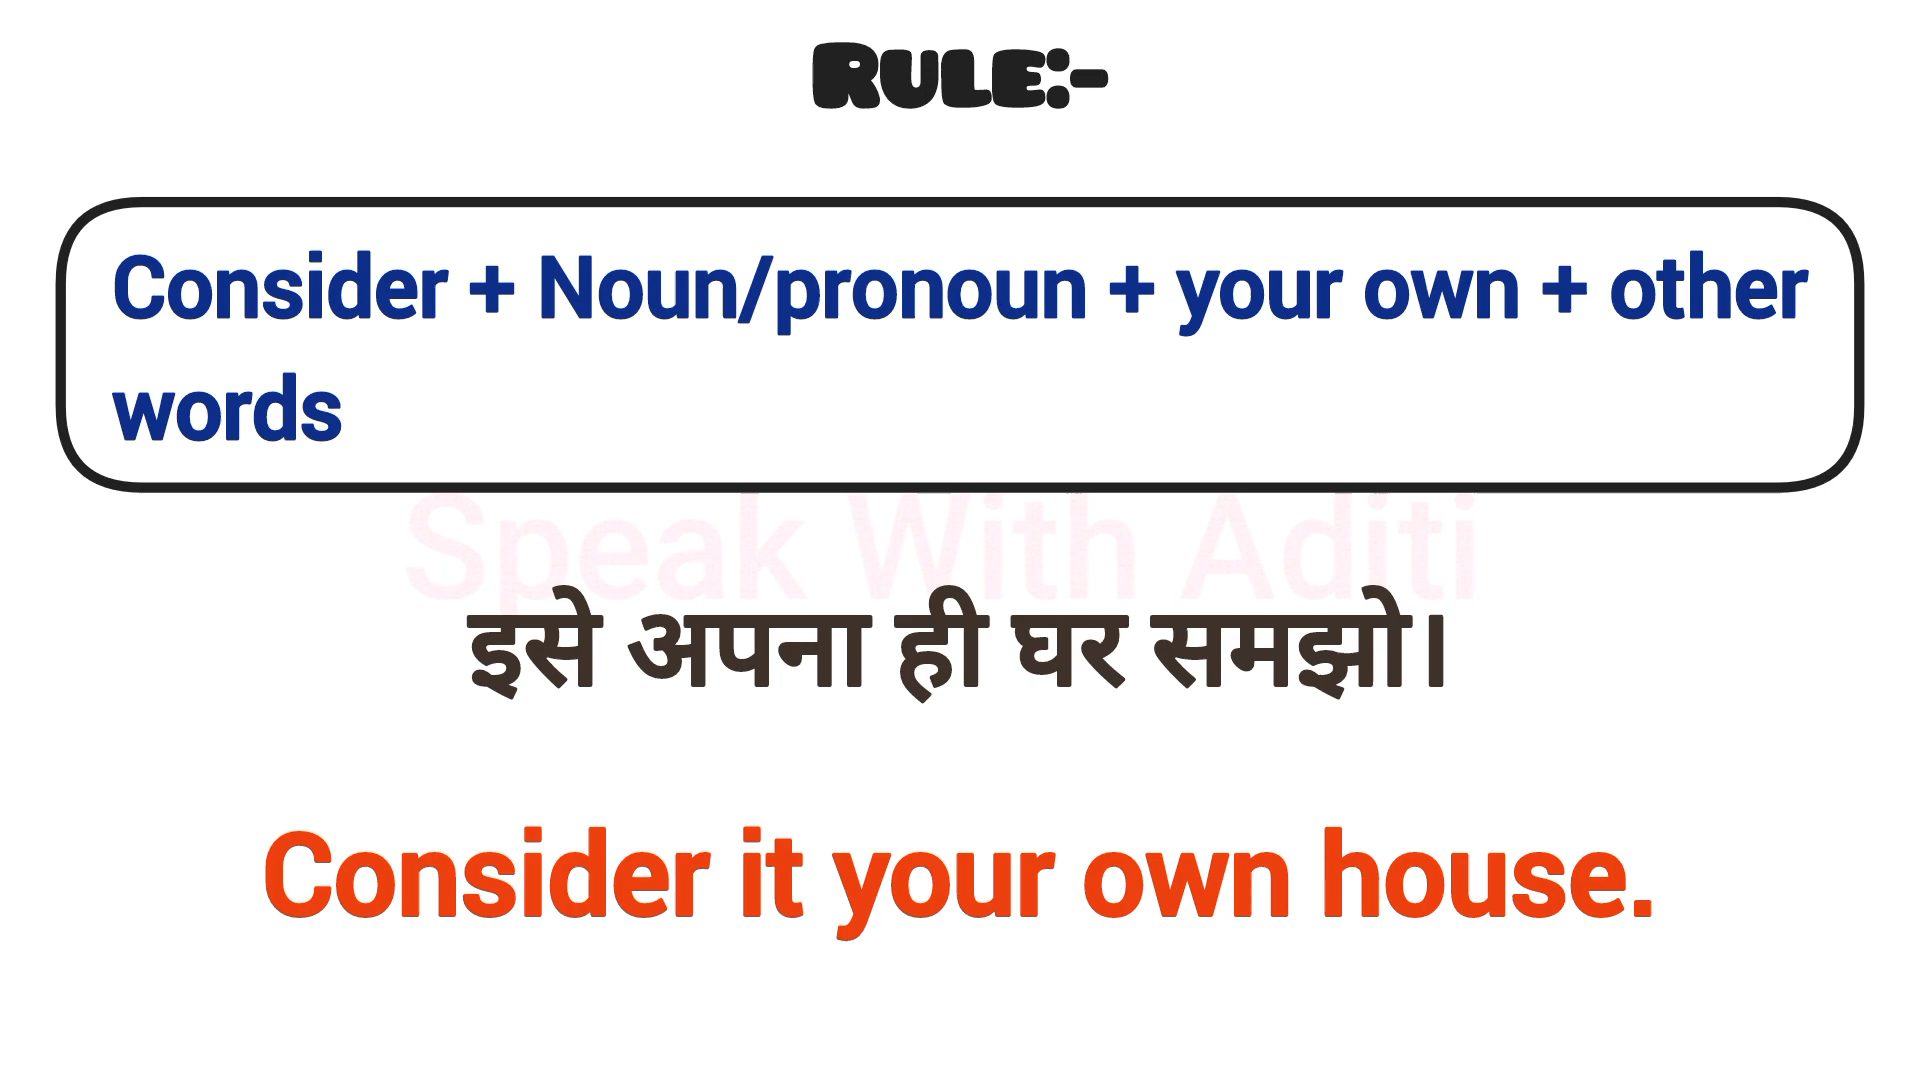 Rule:-
Consider + Noun/pronoun + your own + other
words
Speak With Aditi
इसे अपना ही घर समझो।
Consider it your own house.